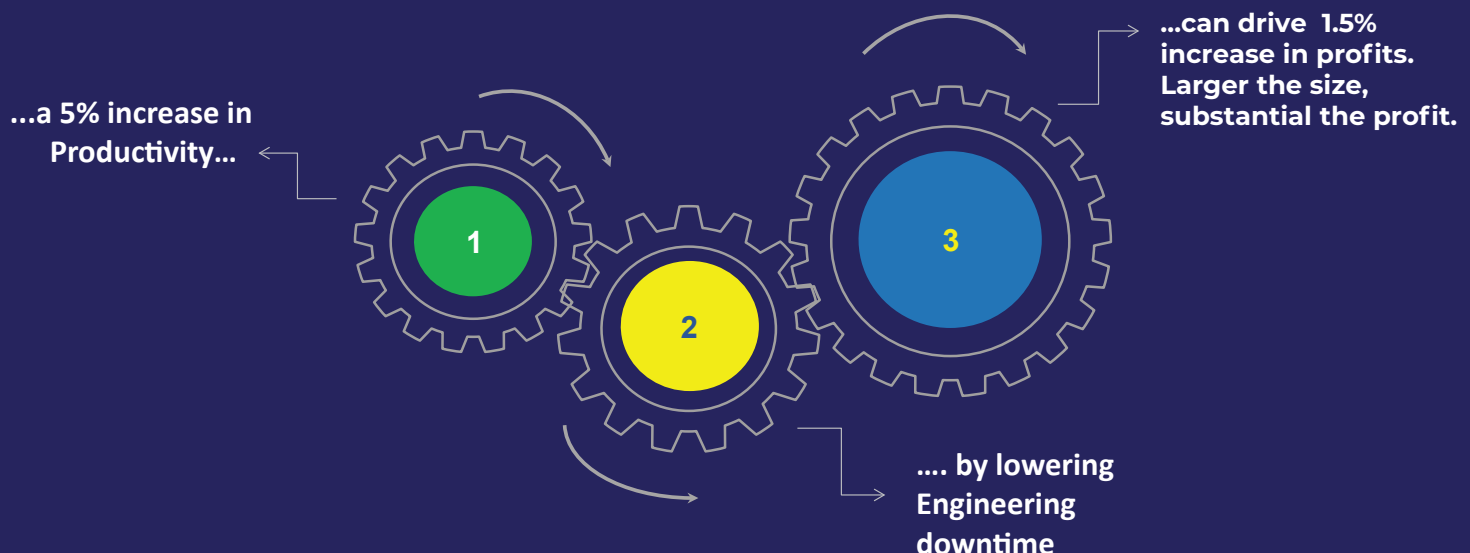 ...a 5% increase in
Productivity...
1
2
.... by lowering
Engineering
downtime
3
...can drive 1.5%
increase in profits.
Larger the size,
substantial the profit.